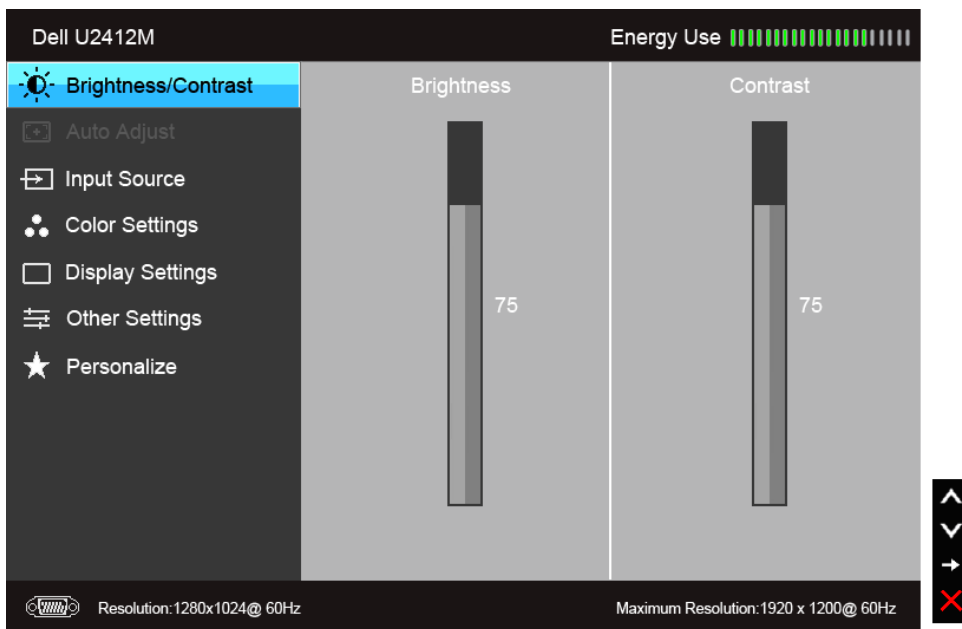 Dell U2412M
Energy Use
Brightness/Contrast
Auto Adjust
Input Source
Color Settings
Display Settings
Other Settings
Personalize
Brightness
75
Contrast
75
Resolution:1280x1024@ 60Hz
Maximum Resolution:1920 x 1200@ 60Hz